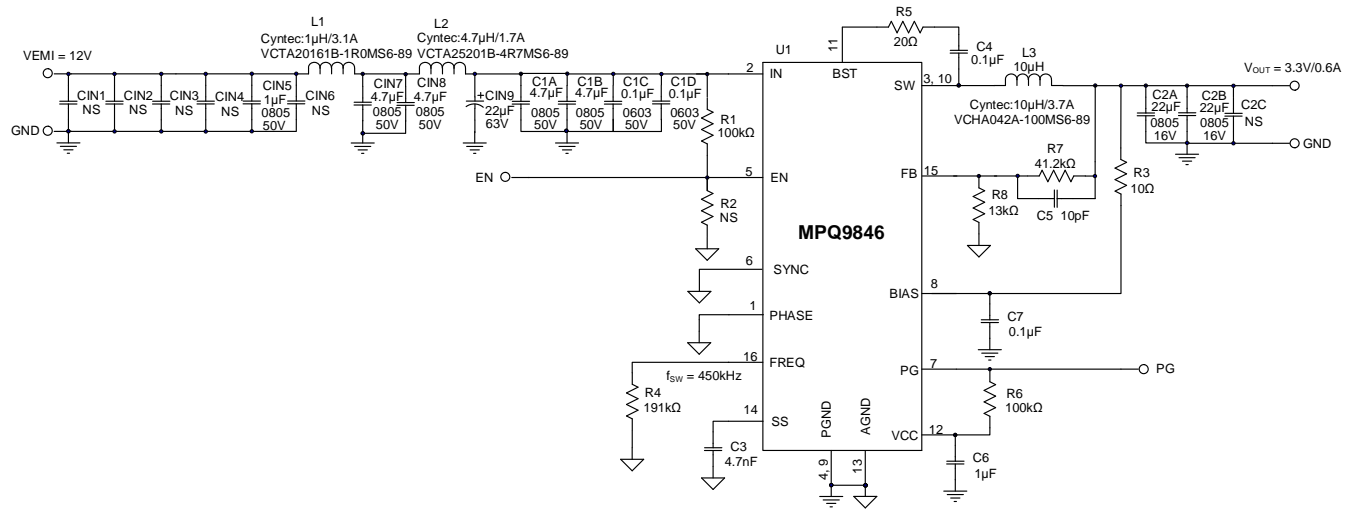 L1
Cyntec:1μH/3.1A
VCTA20161B-1R0MS6-89
L2
Cyntec:4.7μH/1.7A
VCTA25201B-4R7MS6-89
VEMI = 12V
GND
CIN1
NS
CIN2
NS
CIN3
NS
CIN4
NS
CIN5
1μF
0805
50V
CIN6
NS
CIN7
4.7μF
0805
50V
CIN8
4.7μF
0805
50V
+CIN9
22μF
63V
C1A
4.7μF
0805
50V
C1B
4.7μF
0805
50V
C1C
0.1μF
0603
50V
C1D
0.1μF
0603
50V
R1
100kΩ
EN
R2
NS
R4
191kΩ
fSW = 450kHz
C3
4.7nF
U1
MPQ9846
2
IN
5
EN
6
SYNC
1
PHASE
16
FREQ
14
SS
11
BST
3, 10
SW
15
FB
8
BIAS
7
PG
12
VCC
PGND
4, 9
AGND
13
R5
20Ω
C4
0.1μF
L3
10μH
Cyntec:10μH/3.7A
VCHA042A-100MS6-89
R7
41.2kΩ
C5
10pF
R8
13kΩ
R3
10Ω
C7
0.1μF
PG
R6
100kΩ
C6
1μF
VOUT = 3.3V/0.6A
C2A
22μF
0805
16V
C2B
22μF
0805
16V
C2C
NS
GND